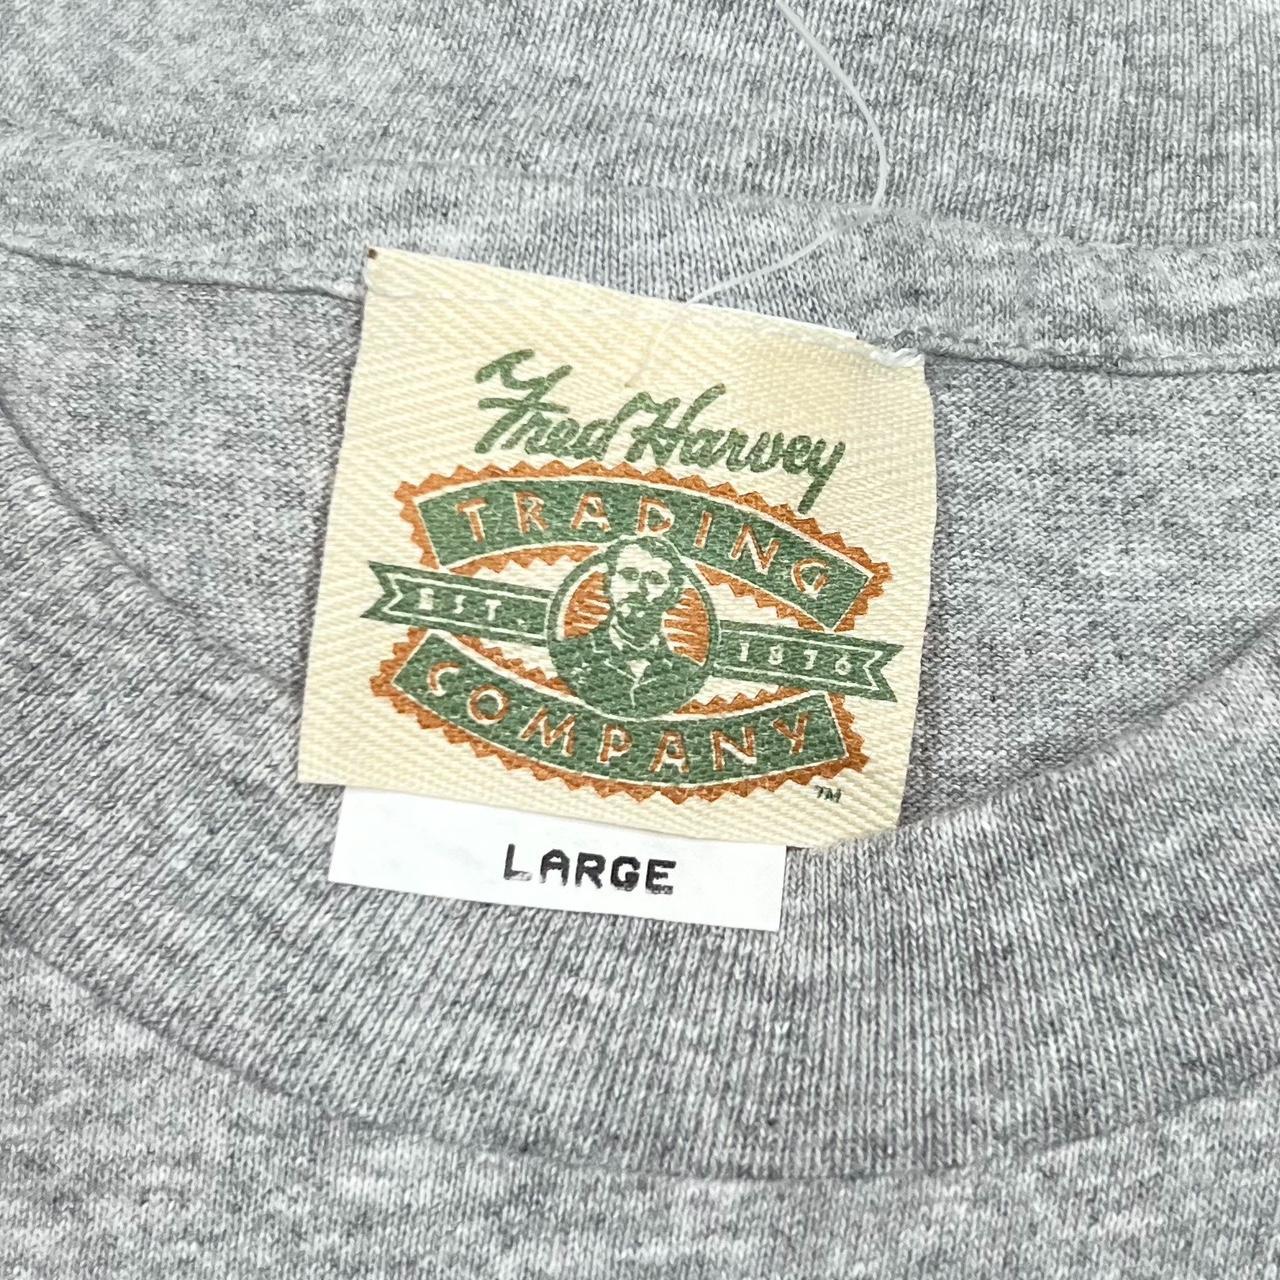 Fred Harvey
TRADING
EST. 1876
COMPANY
TM
LARGE